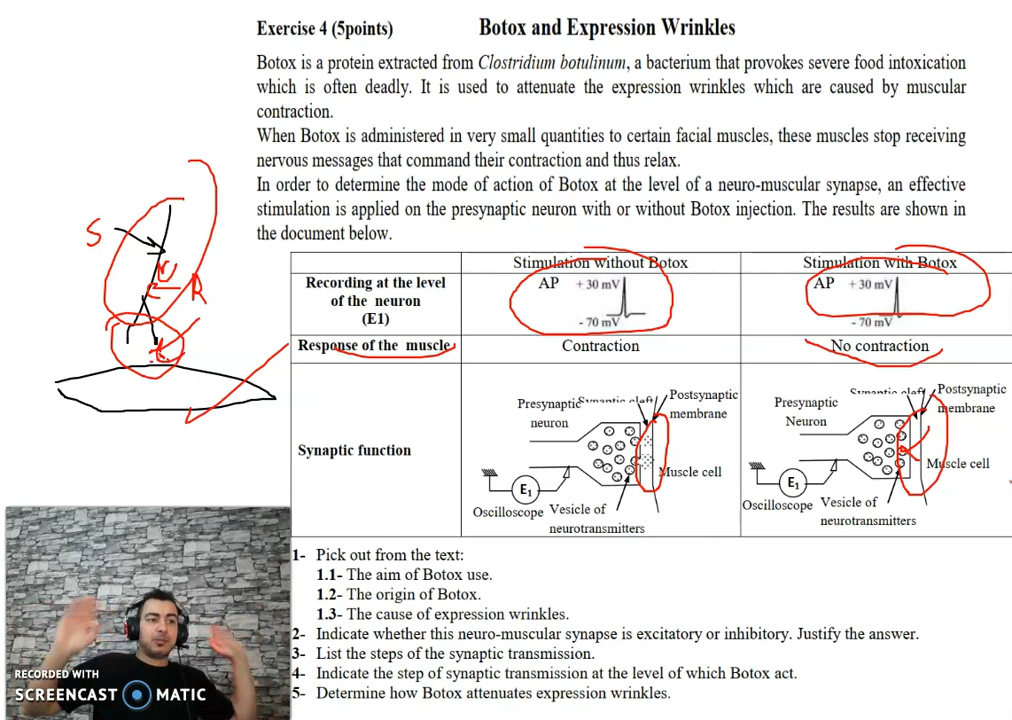 Exercise 4 (5points) Botox and Expression Wrinkles
Botox is a protein extracted from Clostridium botulinum, a bacterium that provokes severe food intoxication
which is often deadly. It is used to attenuate the expression wrinkles which are caused by muscular
contraction.
When Botox is administered in very small quantities to certain facial muscles, these muscles stop receiving
nervous messages that command their contraction and thus relax.
In order to determine the mode of action of Botox at the level of a neuro-muscular synapse, an effective
stimulation is applied on the presynaptic neuron with or without Botox injection. The results are shown in
the document below.
S
R
Stimulation without Botox
Stimulation with Botox
Recording at the level
of the neuron
(E1)
AP +30 mV
-70 mV
AP +30 mV
-70 mV
Response of the muscle
Contraction
No contraction
Synaptic function
Presynaptic
neuron
Synaptic cleft
Postsynaptic
membrane
Muscle cell
E1
Oscilloscope
Vesicle of
neurotransmitters
Presynaptic
Neuron
Synaptic cleft
Postsynaptic
membrane
Muscle cell
E1
Oscilloscope
Vesicle of
neurotransmitters
1- Pick out from the text:
1.1- The aim of Botox use.
1.2- The origin of Botox.
1.3- The cause of expression wrinkles.
2- Indicate whether this neuro-muscular synapse is excitatory or inhibitory. Justify the answer.
3- List the steps of the synaptic transmission.
4- Indicate the step of synaptic transmission at the level of which Botox act.
5- Determine how Botox attenuates expression wrinkles.
RECORDED WITH
SCREENCAST MATIC